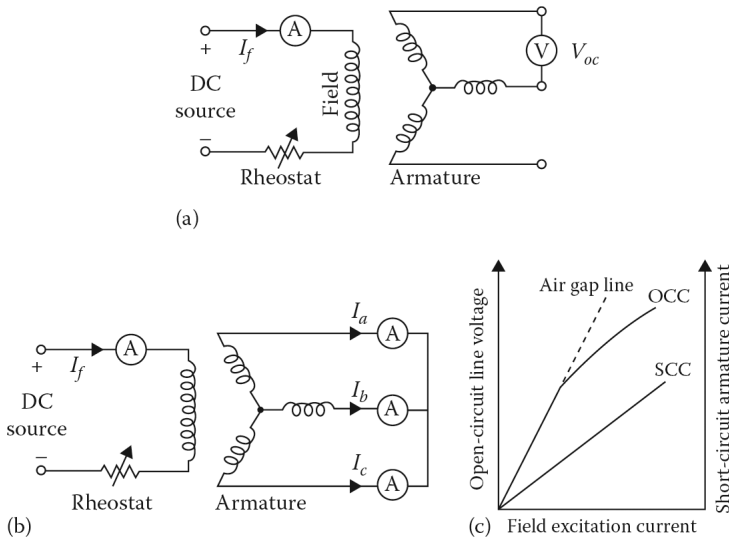 A
+
I_f
DC
source
Field
V
V_oc
−
Rheostat
Armature
(a)
I_a
A
A
+
I_f
DC
source
I_b
A
−
I_c
A
Rheostat
Armature
(b)
Open-circuit line voltage
Air gap line
OCC
SCC
Short-circuit armature current
(c)
Field excitation current